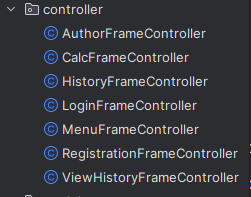 controller
AuthorFrameController
CalcFrameController
HistoryFrameController
LoginFrameController
MenuFrameController
RegistrationFrameController
ViewHistoryFrameController